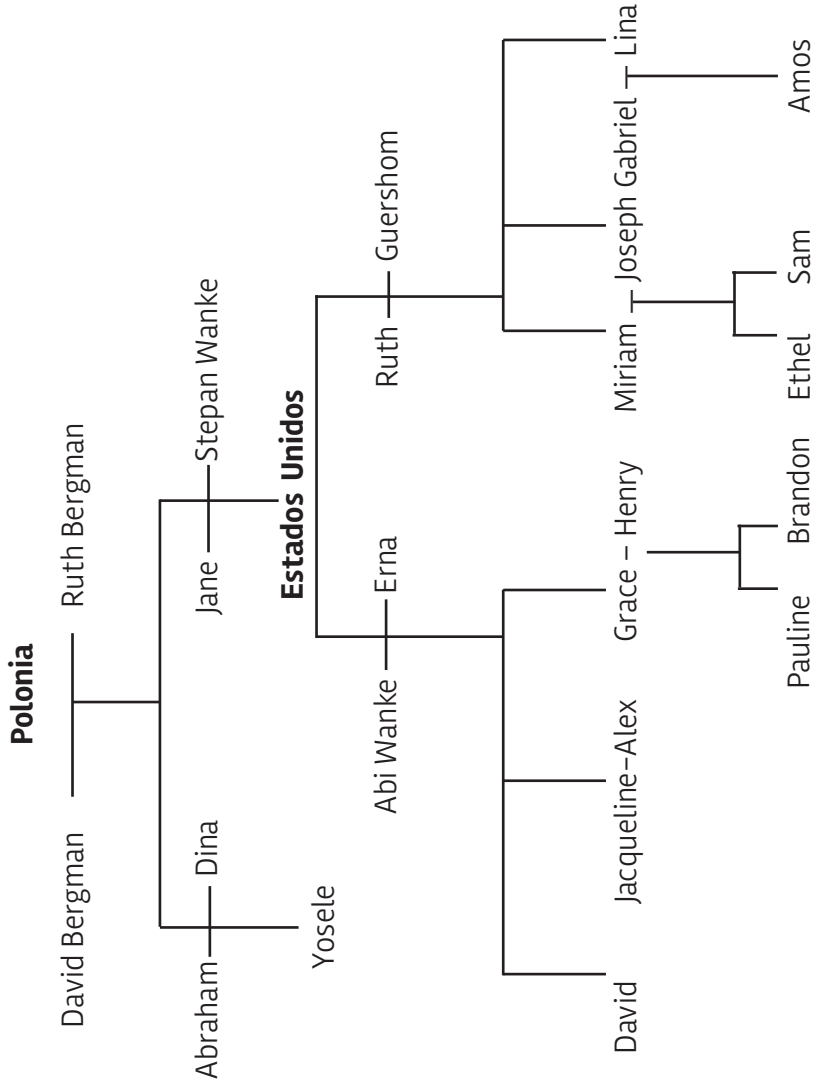 Polonia
David Bergman Ruth Bergman
Abraham Dina Jane Stepan Wanke
Estados Unidos
Yosele
Abi Wanke Erna Ruth Guershom
David Jacqueline–Alex Grace – Henry Miriam Joseph Gabriel Lina
Pauline Brandon Ethel Sam Amos